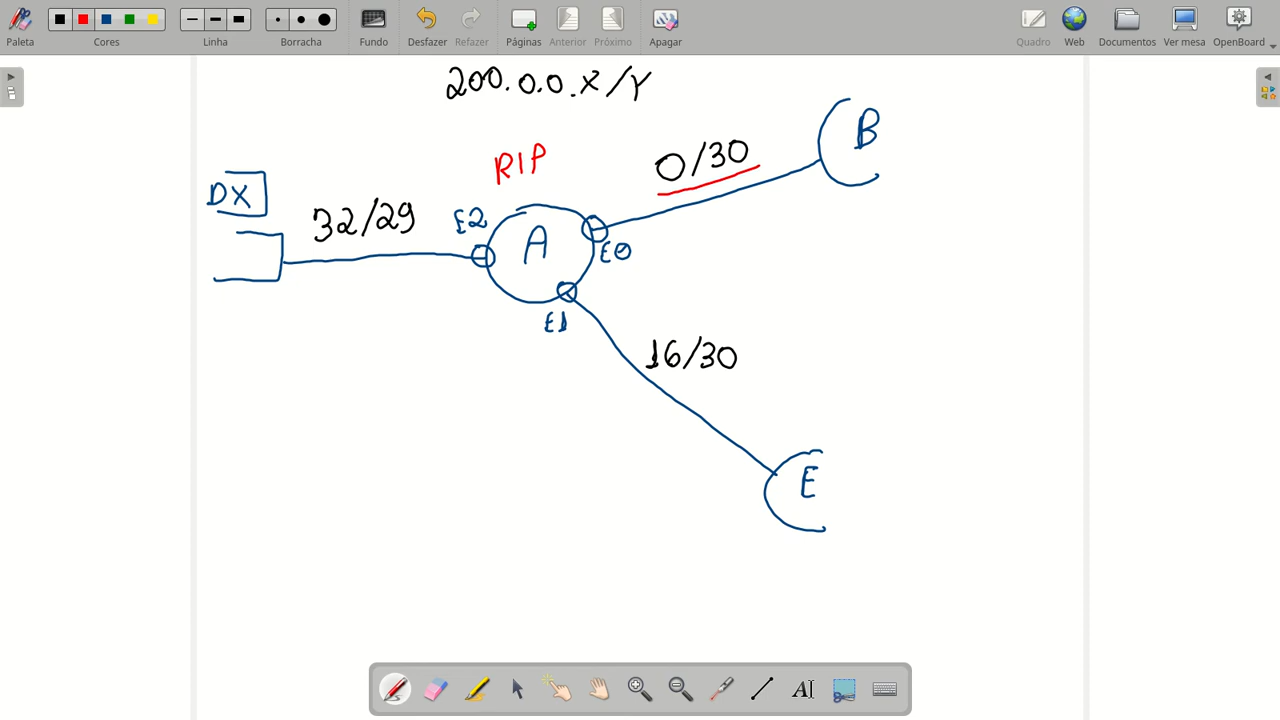 Paleta
Cores
Linha
Borracha
Fundo
Desfazer
Refazer
Páginas
Anterior
Próximo
Apagar
Quadro
Web
Documentos
Ver mesa
OpenBoard
200.0.0.X/Y
RIP
0/30
B
DX
32/29
E2
A
E0
E1
16/30
E
AI